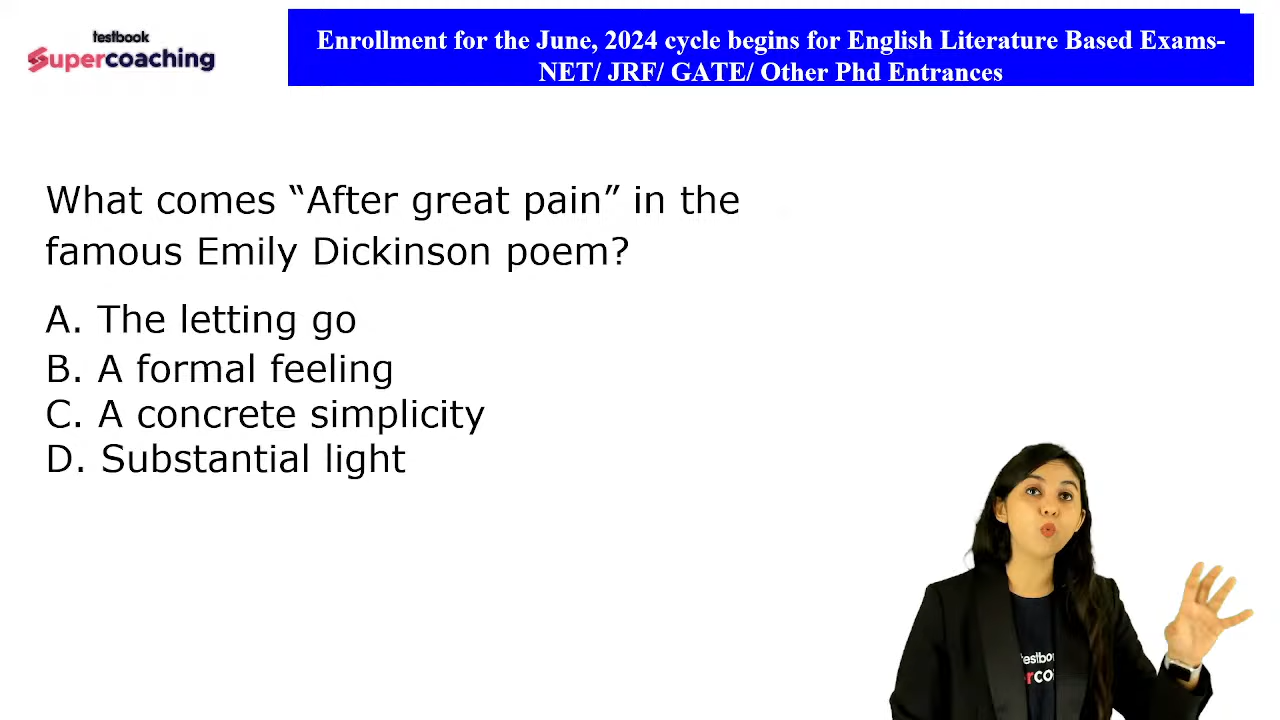 testbook
Supercoaching
Enrollment for the June, 2024 cycle begins for English Literature Based Exams-
NET/ JRF/ GATE/ Other Phd Entrances
What comes “After great pain” in the
famous Emily Dickinson poem?
A. The letting go
B. A formal feeling
C. A concrete simplicity
D. Substantial light